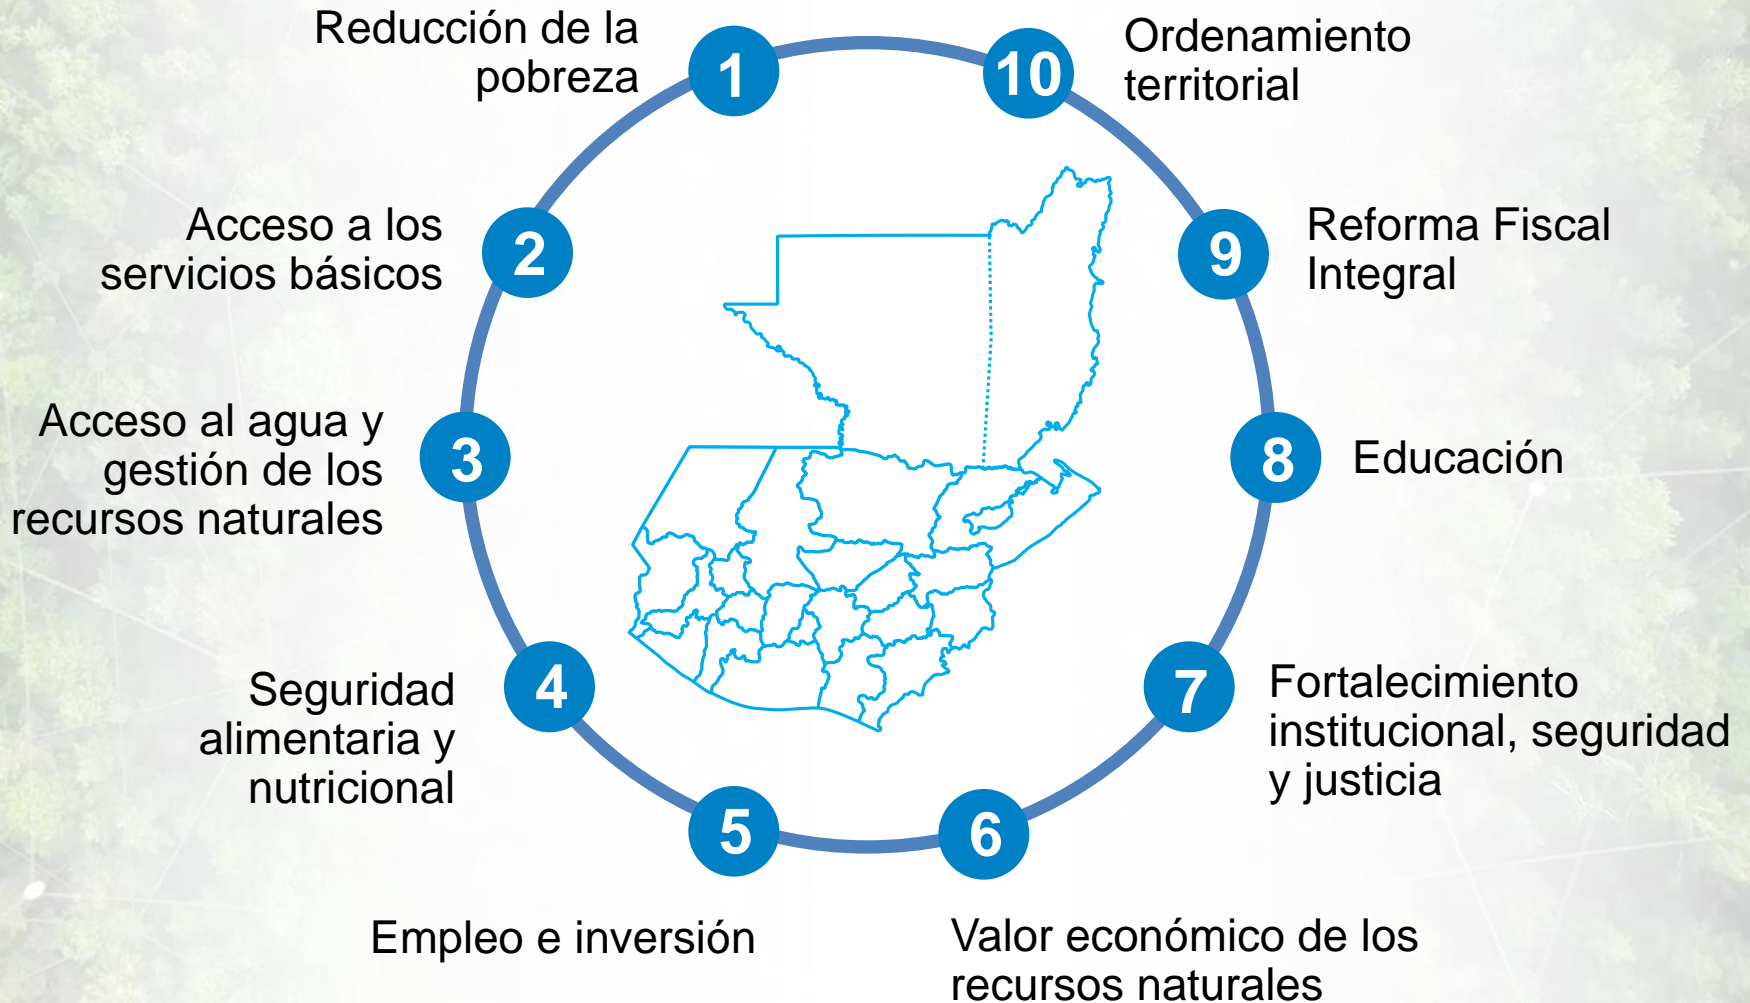 1
Reducción de la
pobreza
2
Acceso a los
servicios básicos
3
Acceso al agua y
gestión de los
recursos naturales
4
Seguridad
alimentaria y
nutricional
5
Empleo e inversión
6
Valor económico de los
recursos naturales
7
Fortalecimiento
institucional, seguridad
y justicia
8
Educación
9
Reforma Fiscal
Integral
10
Ordenamiento
territorial